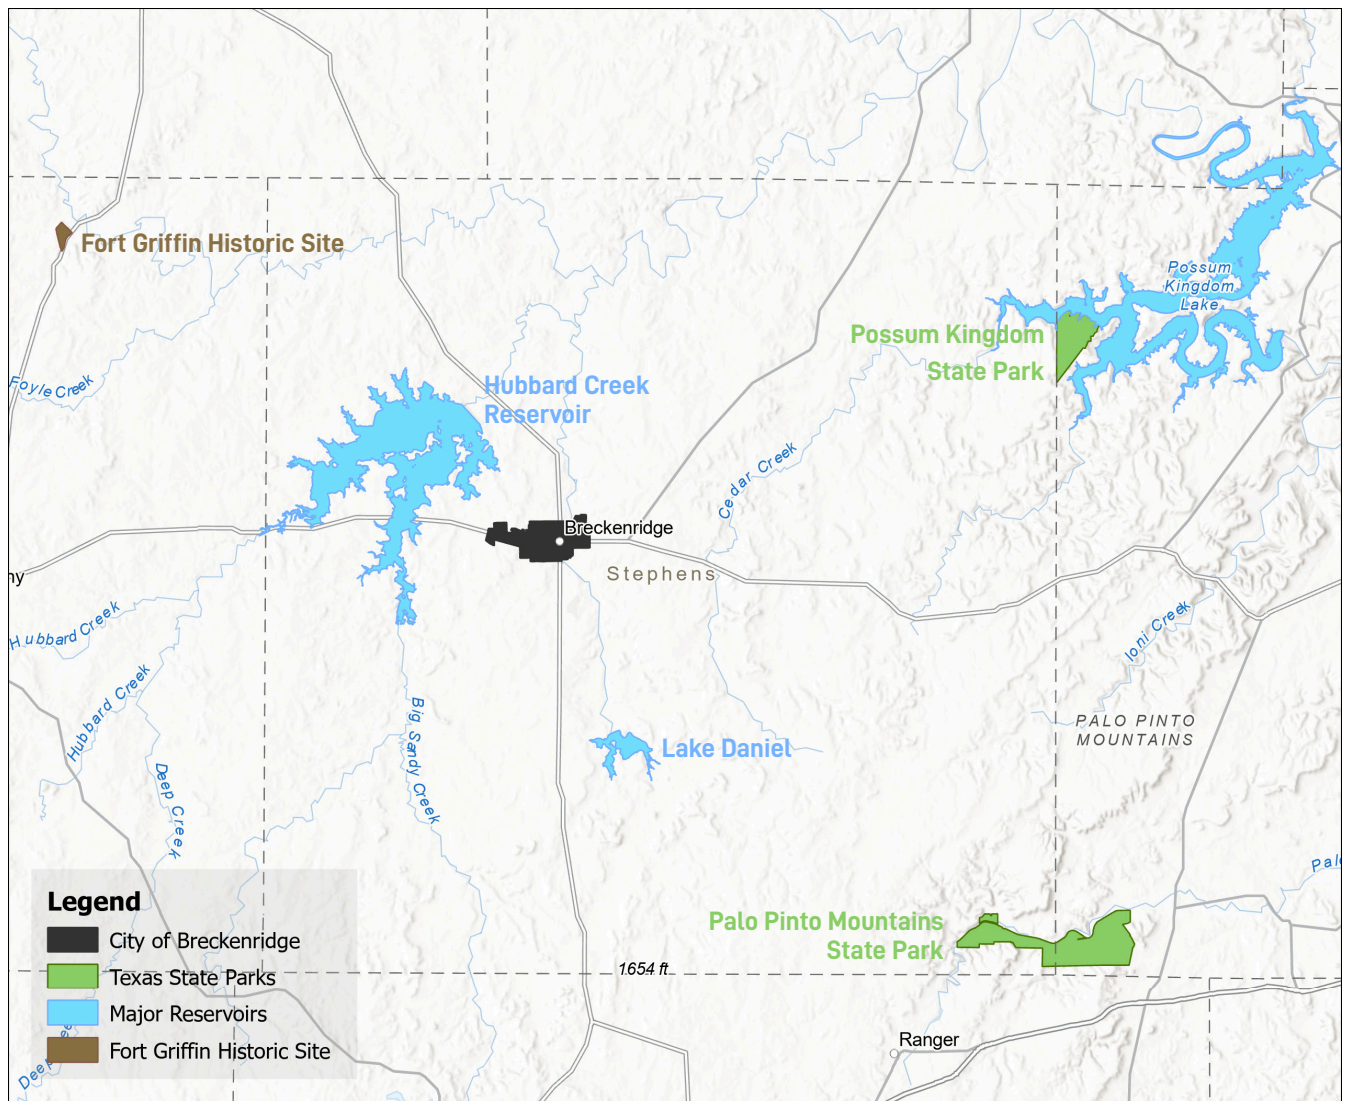 Fort Griffin Historic Site
Possum
Kingdom
Lake
Possum Kingdom
State Park
Foyle Creek
Hubbard Creek
Reservoir
Cedar Creek
Breckenridge
Stephens
ny
Hubbard Creek
Ioni Creek
Hubbard Creek
Big Sandy Creek
PALO PINTO
MOUNTAINS
Lake Daniel
Deep Creek
Pal
Palo Pinto Mountains
State Park
1654 ft
Ranger
Legend
City of Breckenridge
Texas State Parks
Major Reservoirs
Fort Griffin Historic Site
Deep